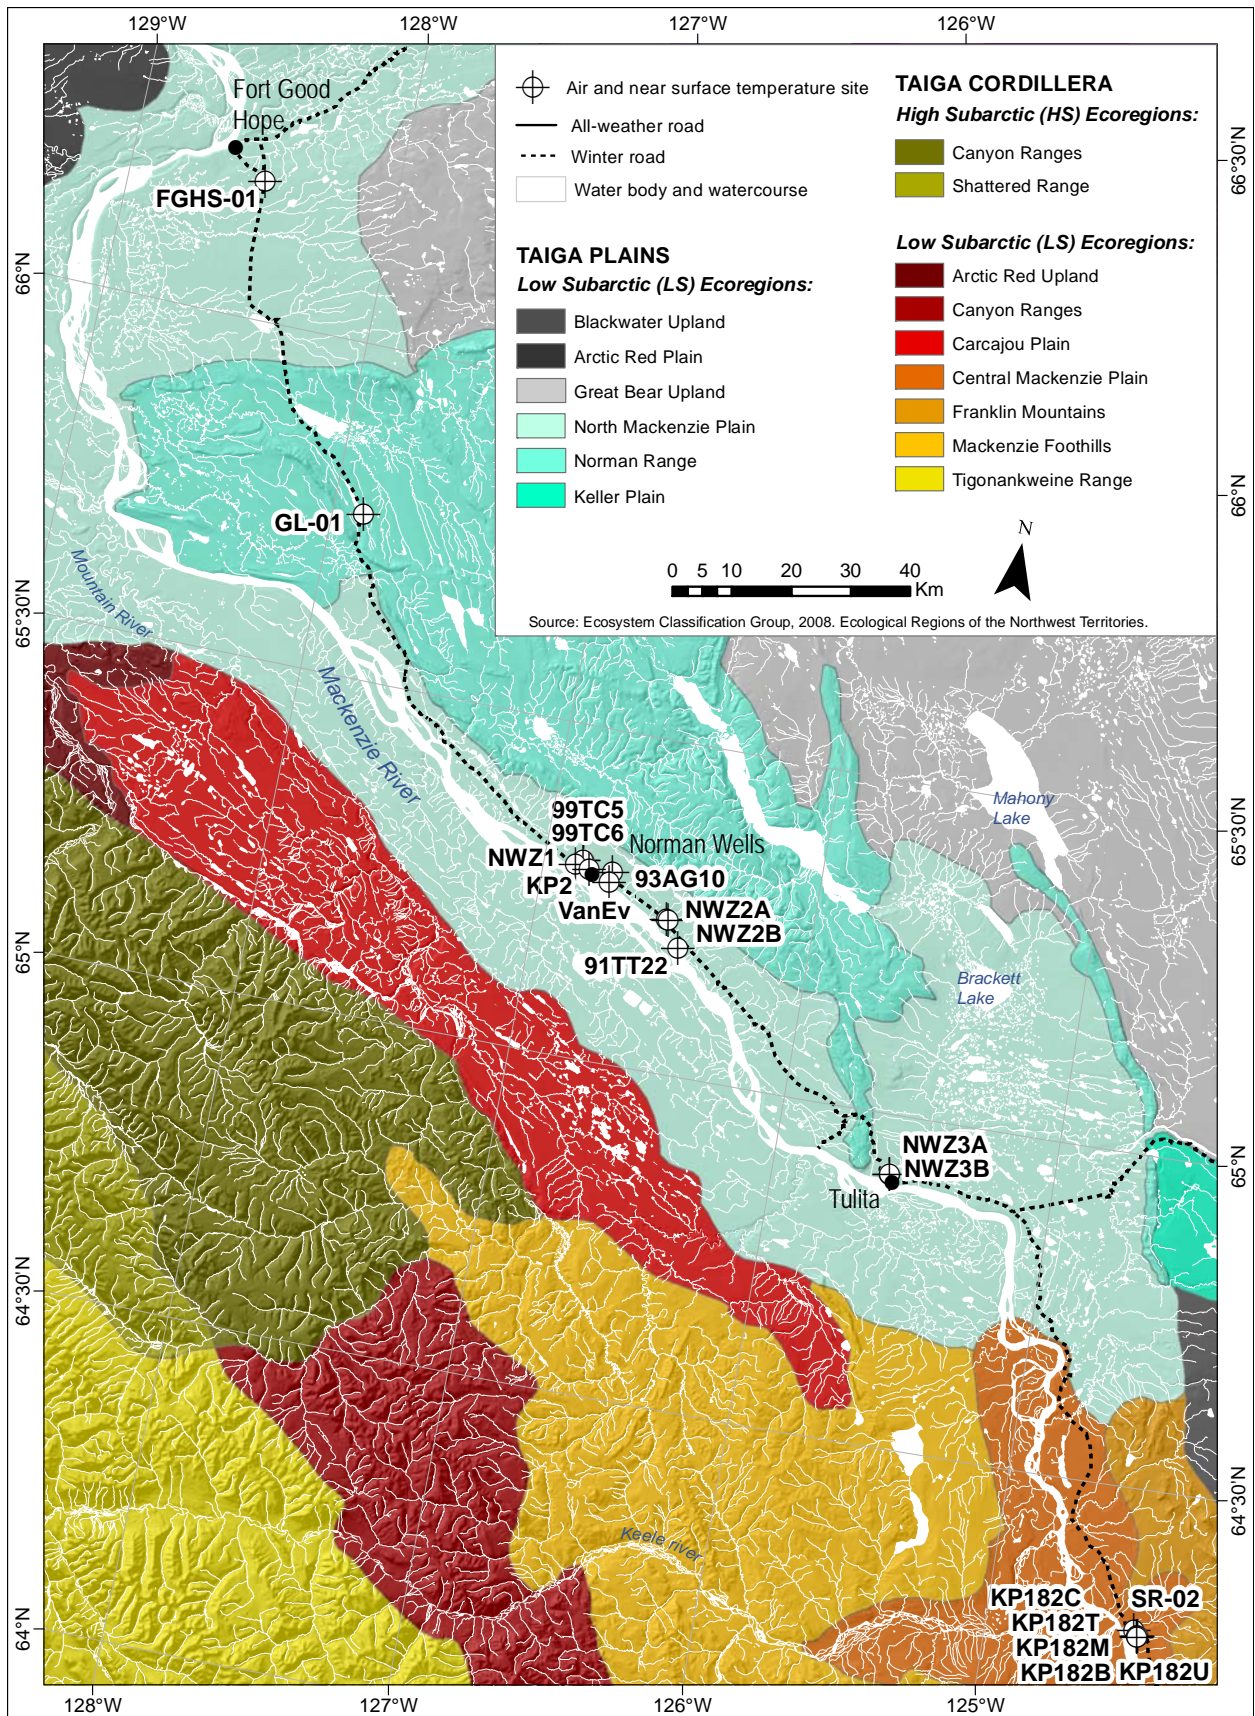 129°W
128°W
127°W
126°W
Fort Good
Hope
FGHS-01
Air and near surface temperature site
All-weather road
Winter road
Water body and watercourse
TAIGA PLAINS
Low Subarctic (LS) Ecoregions:
Blackwater Upland
Arctic Red Plain
Great Bear Upland
North Mackenzie Plain
Norman Range
Keller Plain
TAIGA CORDILLERA
High Subarctic (HS) Ecoregions:
Canyon Ranges
Shattered Range
Low Subarctic (LS) Ecoregions:
Arctic Red Upland
Canyon Ranges
Carcajou Plain
Central Mackenzie Plain
Franklin Mountains
Mackenzie Foothills
Tigonankweine Range
N
0 5 10 20 30 40
Km
Source: Ecosystem Classification Group, 2008. Ecological Regions of the Northwest Territories.
66°30'N
66°N
66°N
GL-01
Mountain River
65°30'N
Mackenzie River
Mahony
Lake
65°30'N
99TC5
99TC6
Norman Wells
NWZ1
KP2
93AG10
VanEv
NWZ2A
NWZ2B
91TT22
65°N
Brackett
Lake
NWZ3A
NWZ3B
65°N
Tulita
64°30'N
64°30'N
Keele river
KP182C
SR-02
KP182T
KP182M
KP182B
KP182U
64°N
128°W
127°W
126°W
125°W